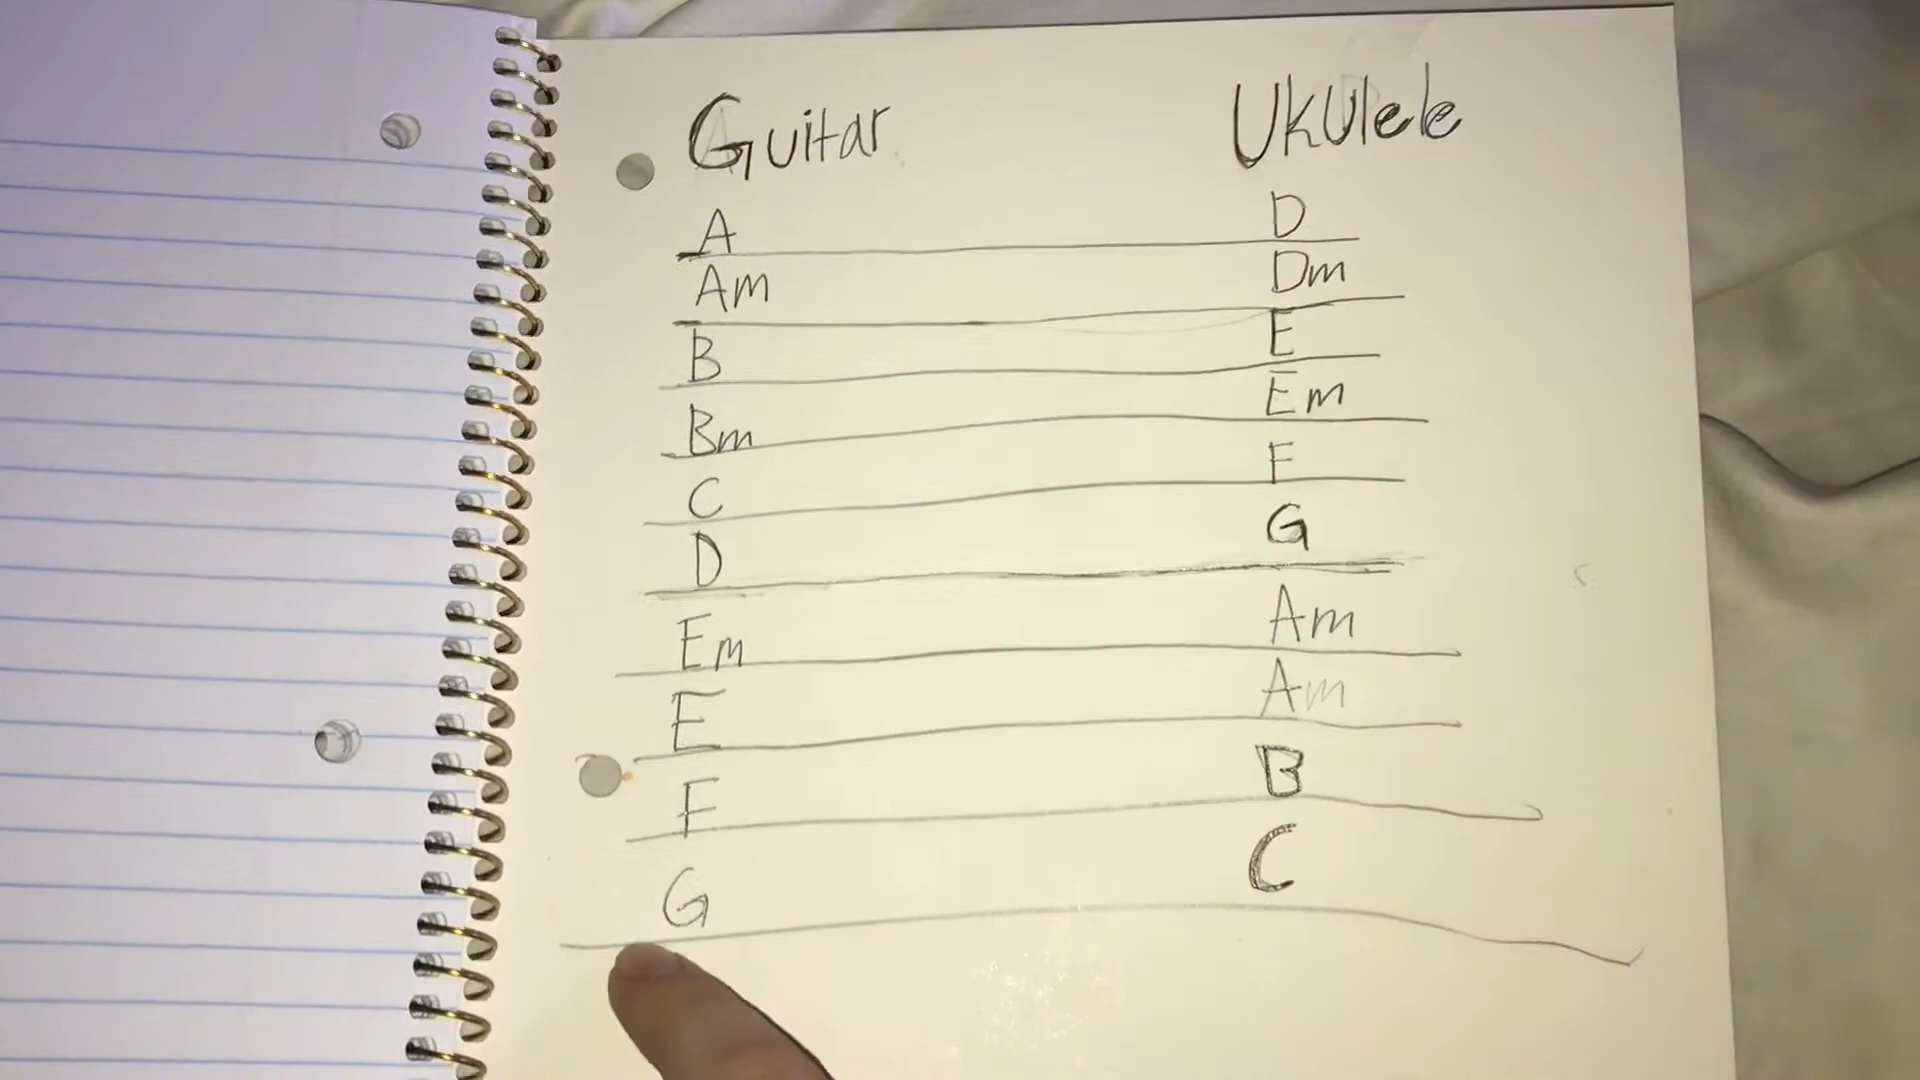 Guitar UkUlele
A D
Am Dm
B E
Bm Em
C F
D G
Em Am
E Am
F B
G C